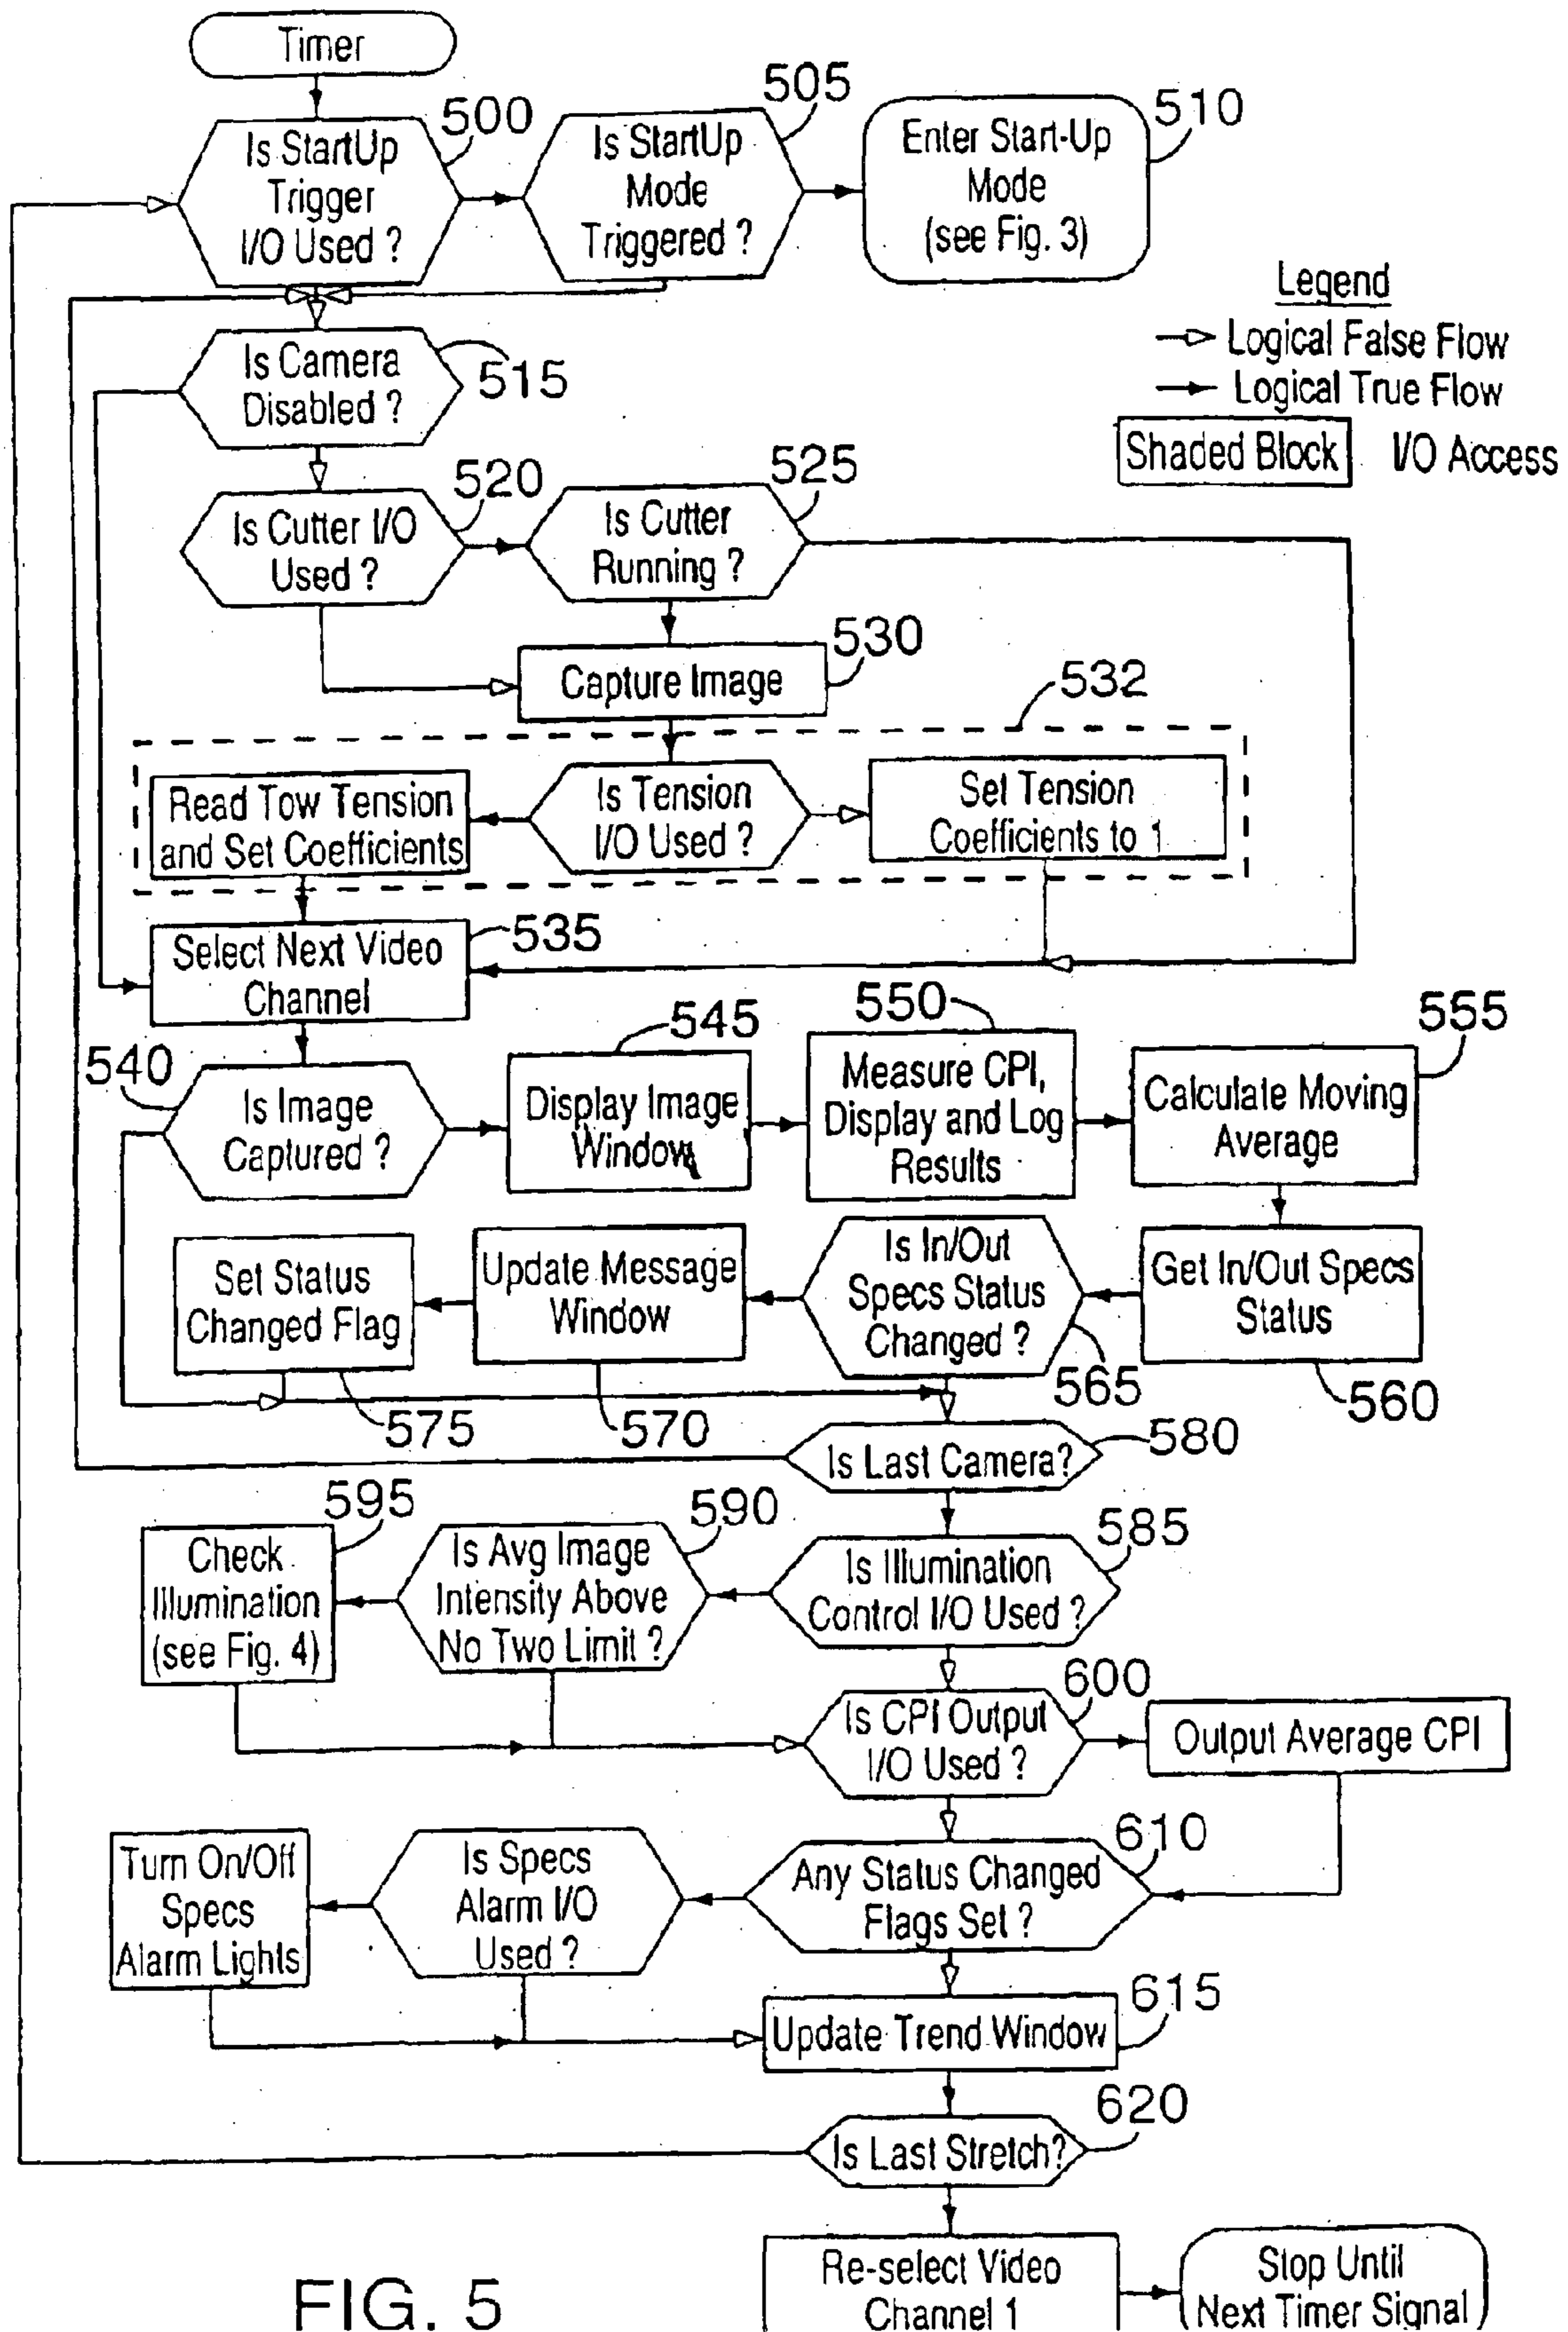 Timer
500
505
510
Is StartUp
Trigger
I/O Used ?
Is StartUp
Mode
Triggered ?
Enter Start-Up
Mode
(see Fig. 3)
Legend
Logical False Flow
Logical True Flow
Shaded Block
I/O Access
Is Camera
Disabled ?
515
520
525
Is Cutter I/O
Used ?
Is Cutter
Running ?
530
Capture Image
532
Read Tow Tension
and Set Coefficients
Is Tension
I/O Used ?
Set Tension
Coefficients to 1
535
Select Next Video
Channel
540
545
550
555
Is Image
Captured ?
Display Image
Window
Measure CPI,
Display and Log
Results
Calculate Moving
Average
Set Status
Changed Flag
Update Message
Window
Is In/Out
Specs Status
Changed ?
Get In/Out Specs
Status
575
570
565
560
580
Is Last Camera?
595
590
585
Check
Illumination
(see Fig. 4)
Is Avg Image
Intensity Above
No Two Limit ?
Is Illumination
Control I/O Used ?
600
Is CPI Output
I/O Used ?
Output Average CPI
610
Turn On/Off
Specs
Alarm Lights
Is Specs
Alarm I/O
Used ?
Any Status Changed
Flags Set ?
615
Update Trend Window
620
Is Last Stretch?
Re-select Video
Channel 1
Stop Until
Next Timer Signal
FIG. 5